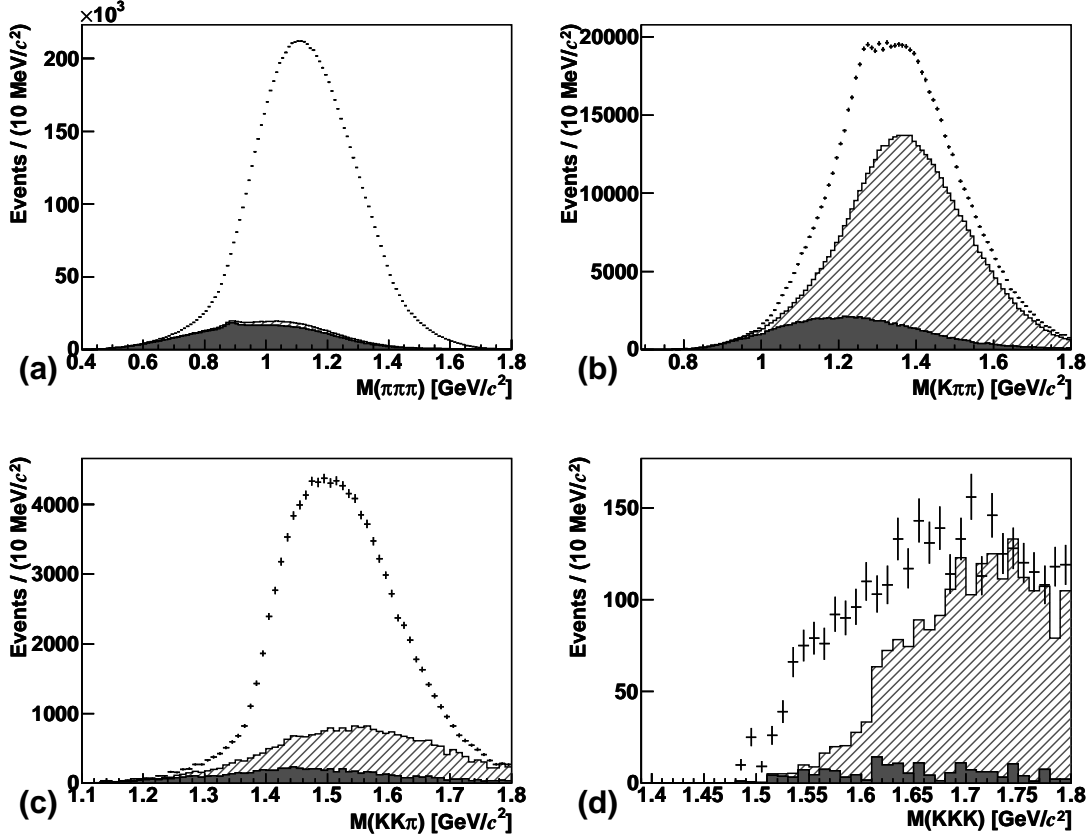 ×10³
Events / (10 MeV/c²)
200
150
100
50
0
0.4 0.6 0.8 1 1.2 1.4 1.6 1.8
(a)
M(πππ) [GeV/c²]
Events / (10 MeV/c²)
20000
15000
10000
5000
0
0.8 1 1.2 1.4 1.6 1.8
(b)
M(Kππ) [GeV/c²]
Events / (10 MeV/c²)
4000
3000
2000
1000
0
1.1 1.2 1.3 1.4 1.5 1.6 1.7 1.8
(c)
M(KKπ) [GeV/c²]
Events / (10 MeV/c²)
150
100
50
0
1.4 1.45 1.5 1.55 1.6 1.65 1.7 1.75 1.8
(d)
M(KKK) [GeV/c²]